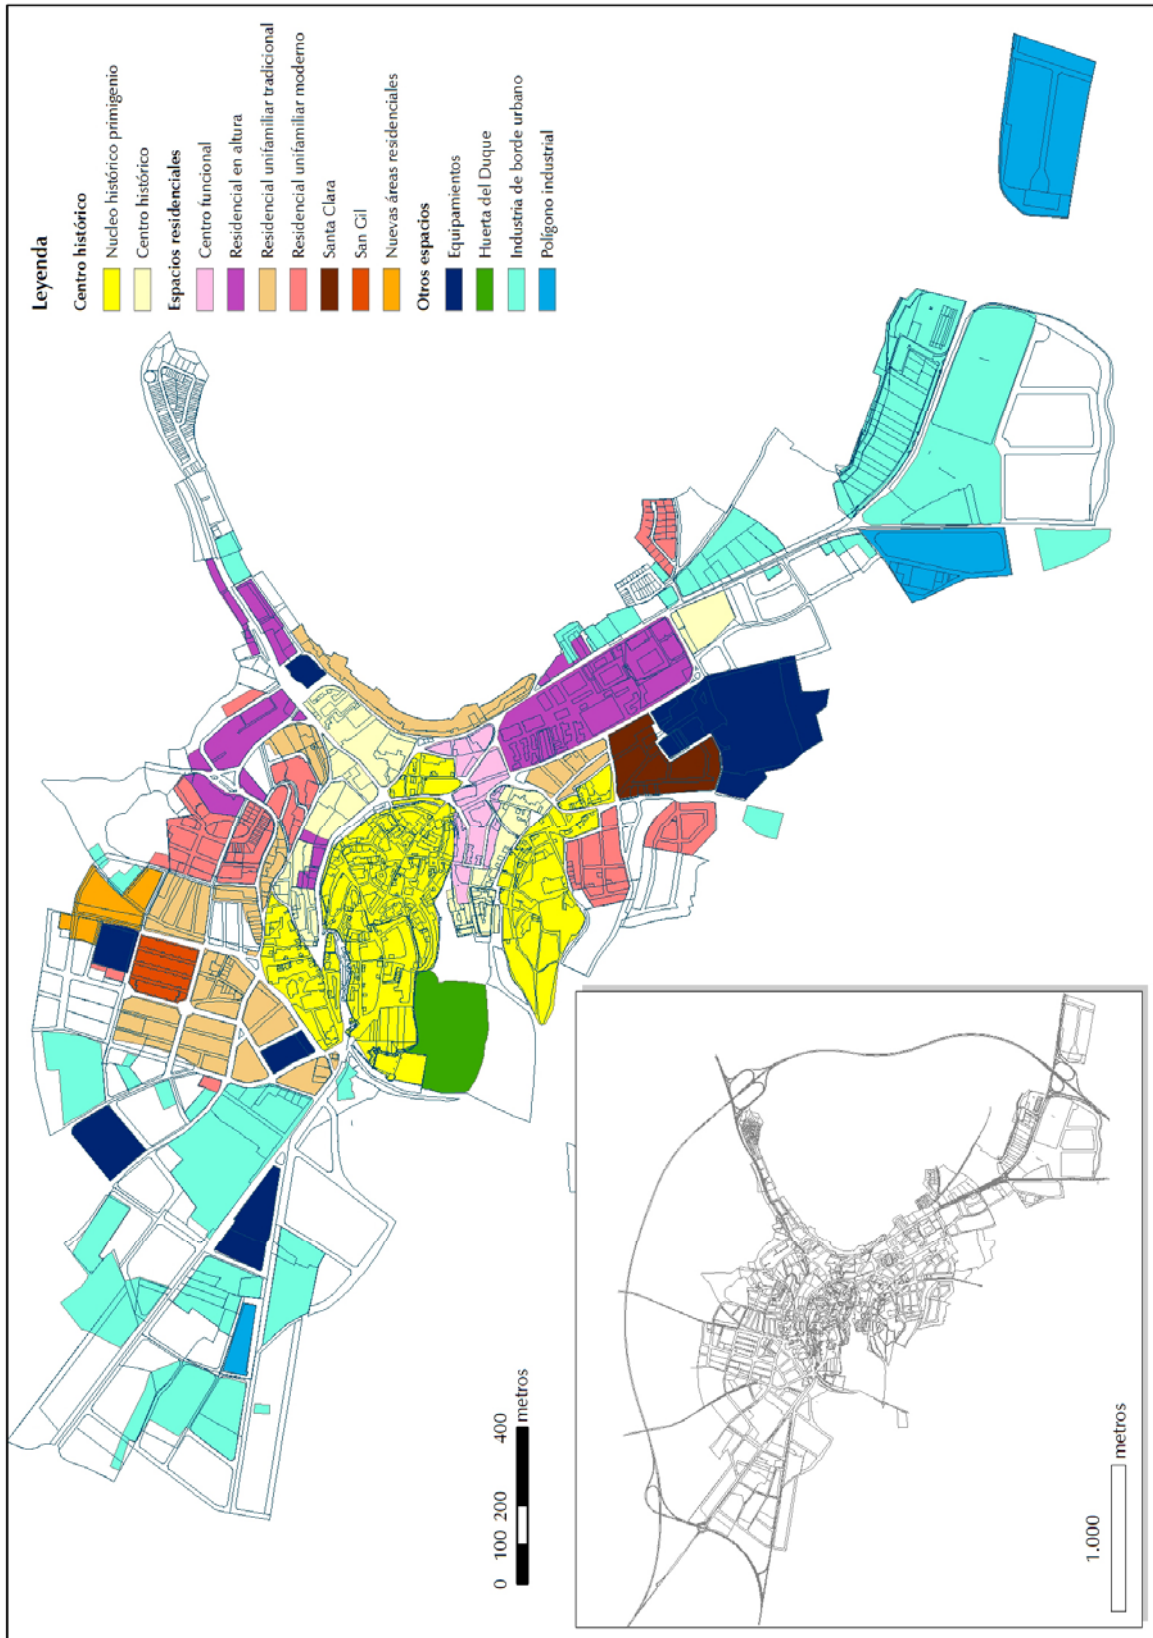 Leyenda
Centro histórico
Nucleo histórico primigenio
Centro histórico
Espacios residenciales
Centro funcional
Residencial en altura
Residencial unifamiliar tradicional
Residencial unifamiliar moderno
Santa Clara
San Gil
Nuevas áreas residenciales
Otros espacios
Equipamientos
Huerta del Duque
Industria de borde urbano
Polígono industrial
0 100 200 400
metros
1.000
metros